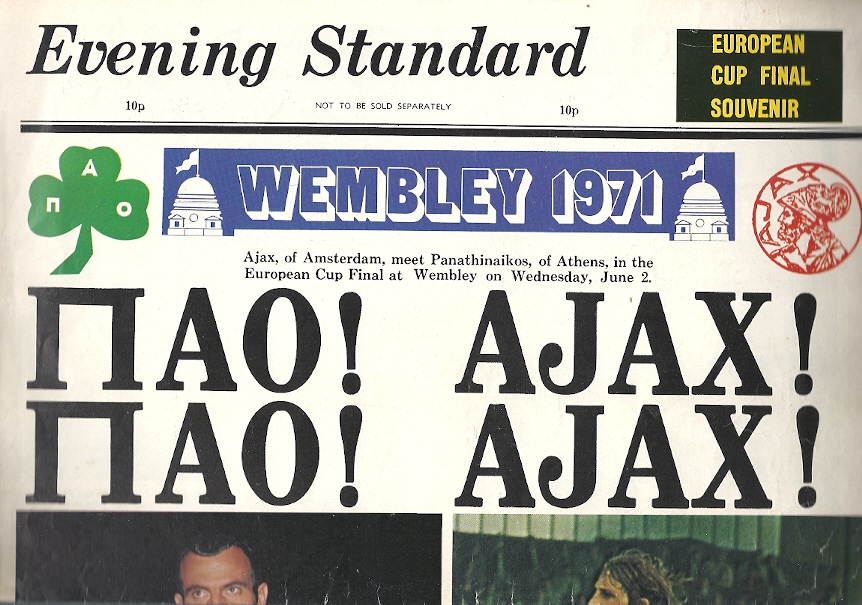 Evening Standard
EUROPEAN
CUP FINAL
SOUVENIR
10p NOT TO BE SOLD SEPARATELY 10p
Α
Π Ο
WEMBLEY 1971
AJAX
Ajax, of Amsterdam, meet Panathinaikos, of Athens, in the
European Cup Final at Wembley on Wednesday, June 2.
ΠΑΟ! AJAX!
ΠΑΟ! AJAX!